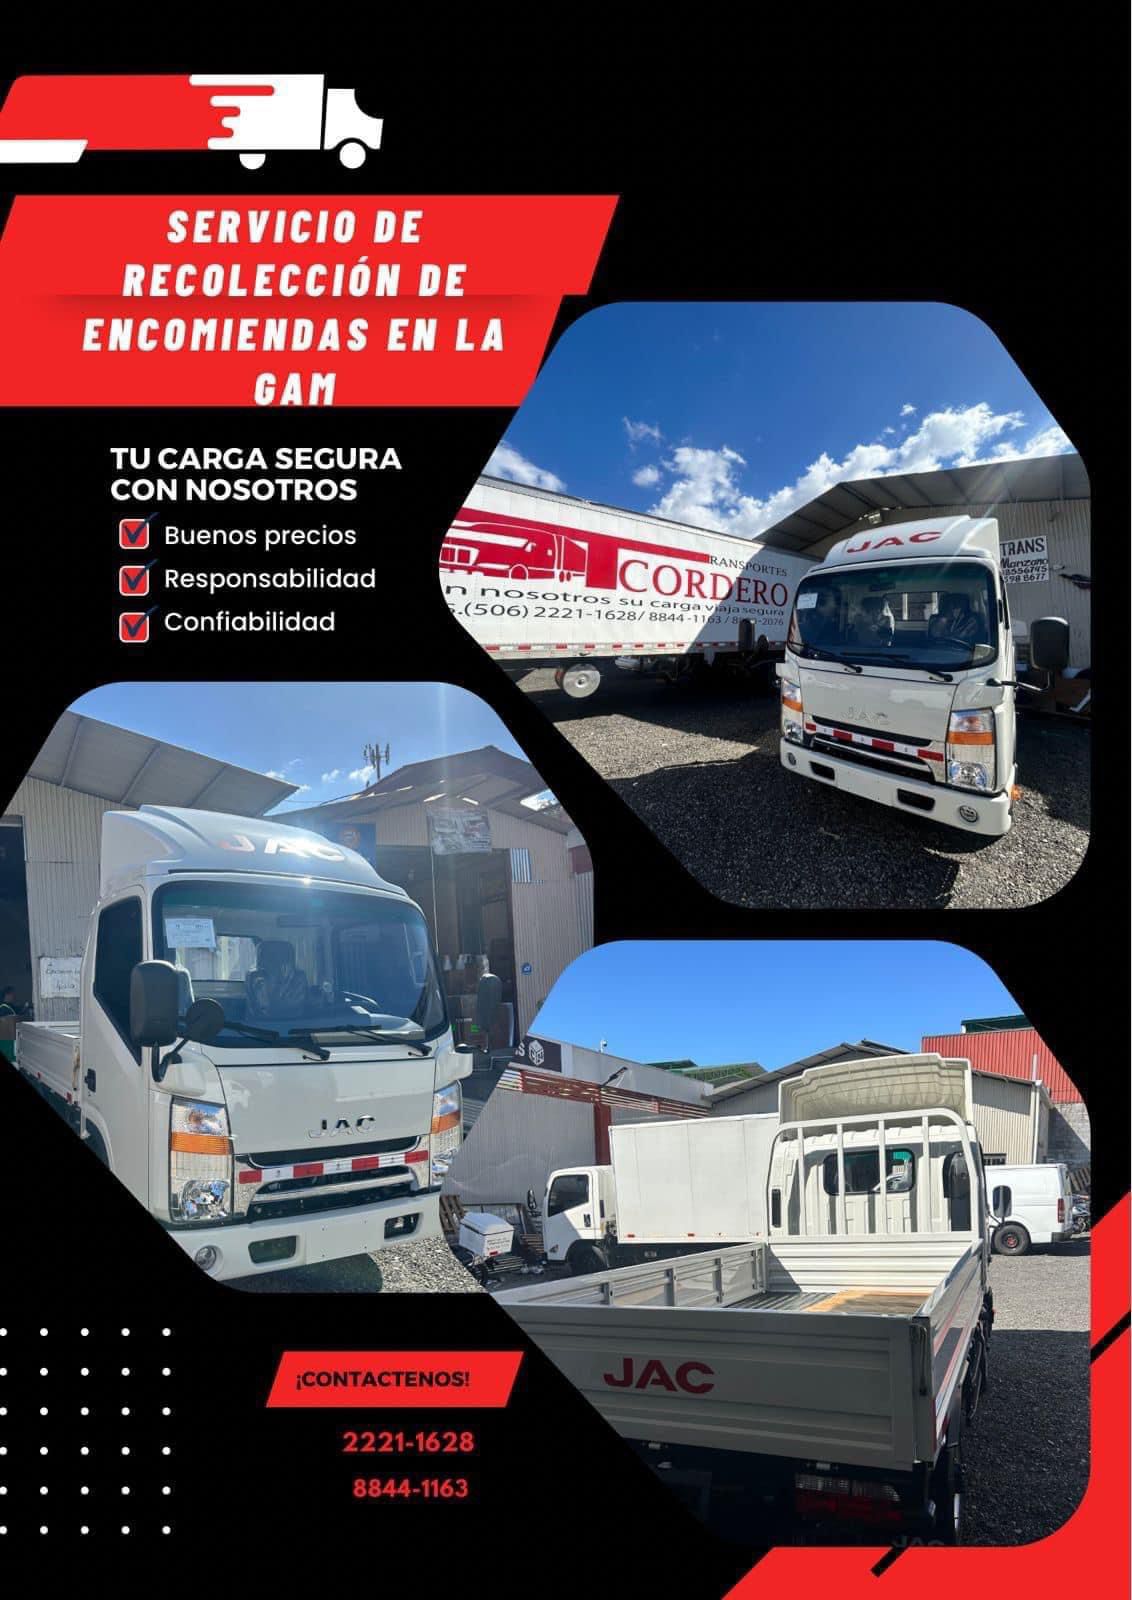 SERVICIO DE
RECOLECCIÓN DE
ENCOMIENDAS EN LA
GAM
TU CARGA SEGURA
CON NOSOTROS
Buenos precios
Responsabilidad
Confiabilidad
RANSPORTES
CORDERO
n nosotros su carga viaja segura
s.(506) 2221-1628/ 8844-1163 /
JAC
JAC
TRANS
Manzano
JAC
JAC
JAC
JAC
¡CONTACTENOS!
2221-1628
8844-1163